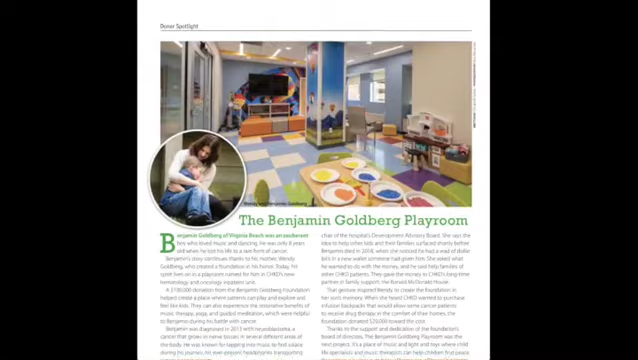 Donor Spotlight
Wendy and Benjamin Goldberg
The Benjamin Goldberg Playroom
Benjamin Goldberg of Virginia Beach was an exuberant
boy who loved music and dancing. He was only 8 years
old when he lost his life to a rare form of cancer.
Benjamin's story continues thanks to his mother, Wendy
Goldberg, who created a foundation in his honor. Today, his
spirit lives on in a playroom named for him in CHKD's new
hematology and oncology inpatient unit.
A $100,000 donation from the Benjamin Goldberg Foundation
helped create a place where patients can play and explore and
feel like kids. They can also experience the restorative benefits of
music, therapy, yoga, and guided meditation, which were helpful
to Benjamin during his battle with cancer.
Benjamin was diagnosed in 2013 with neuroblastoma, a
cancer that grows in nerve tissues in several different areas of
the body. He was known for tapping into music to feel settled
during his journey, his ever-present headphones transporting
chair of the hospital's Development Advisory Board. She says the
idea to help other kids and their families surfaced shortly before
Benjamin died in 2018, when she noticed he had a wad of dollar
bills in a new wallet someone had given him. She asked what
he wanted to do with the money, and he said help families of
other CHKD patients. They gave the money to CHKD's long-time
partners in family support, the Ronald McDonald House.
That gesture inspired Wendy to create the foundation in
her son's memory. When she heard CHKD wanted to purchase
infusion backpacks that would allow some cancer patients
to receive drug therapy in the comfort of their homes, the
foundation donated $29,000 toward the cost.
Thanks to the support and dedication of the foundation's
board of directors, The Benjamin Goldberg Playroom was the
next project. It's a place of music and light and toys where child
life specialists and music therapists can help children find peace